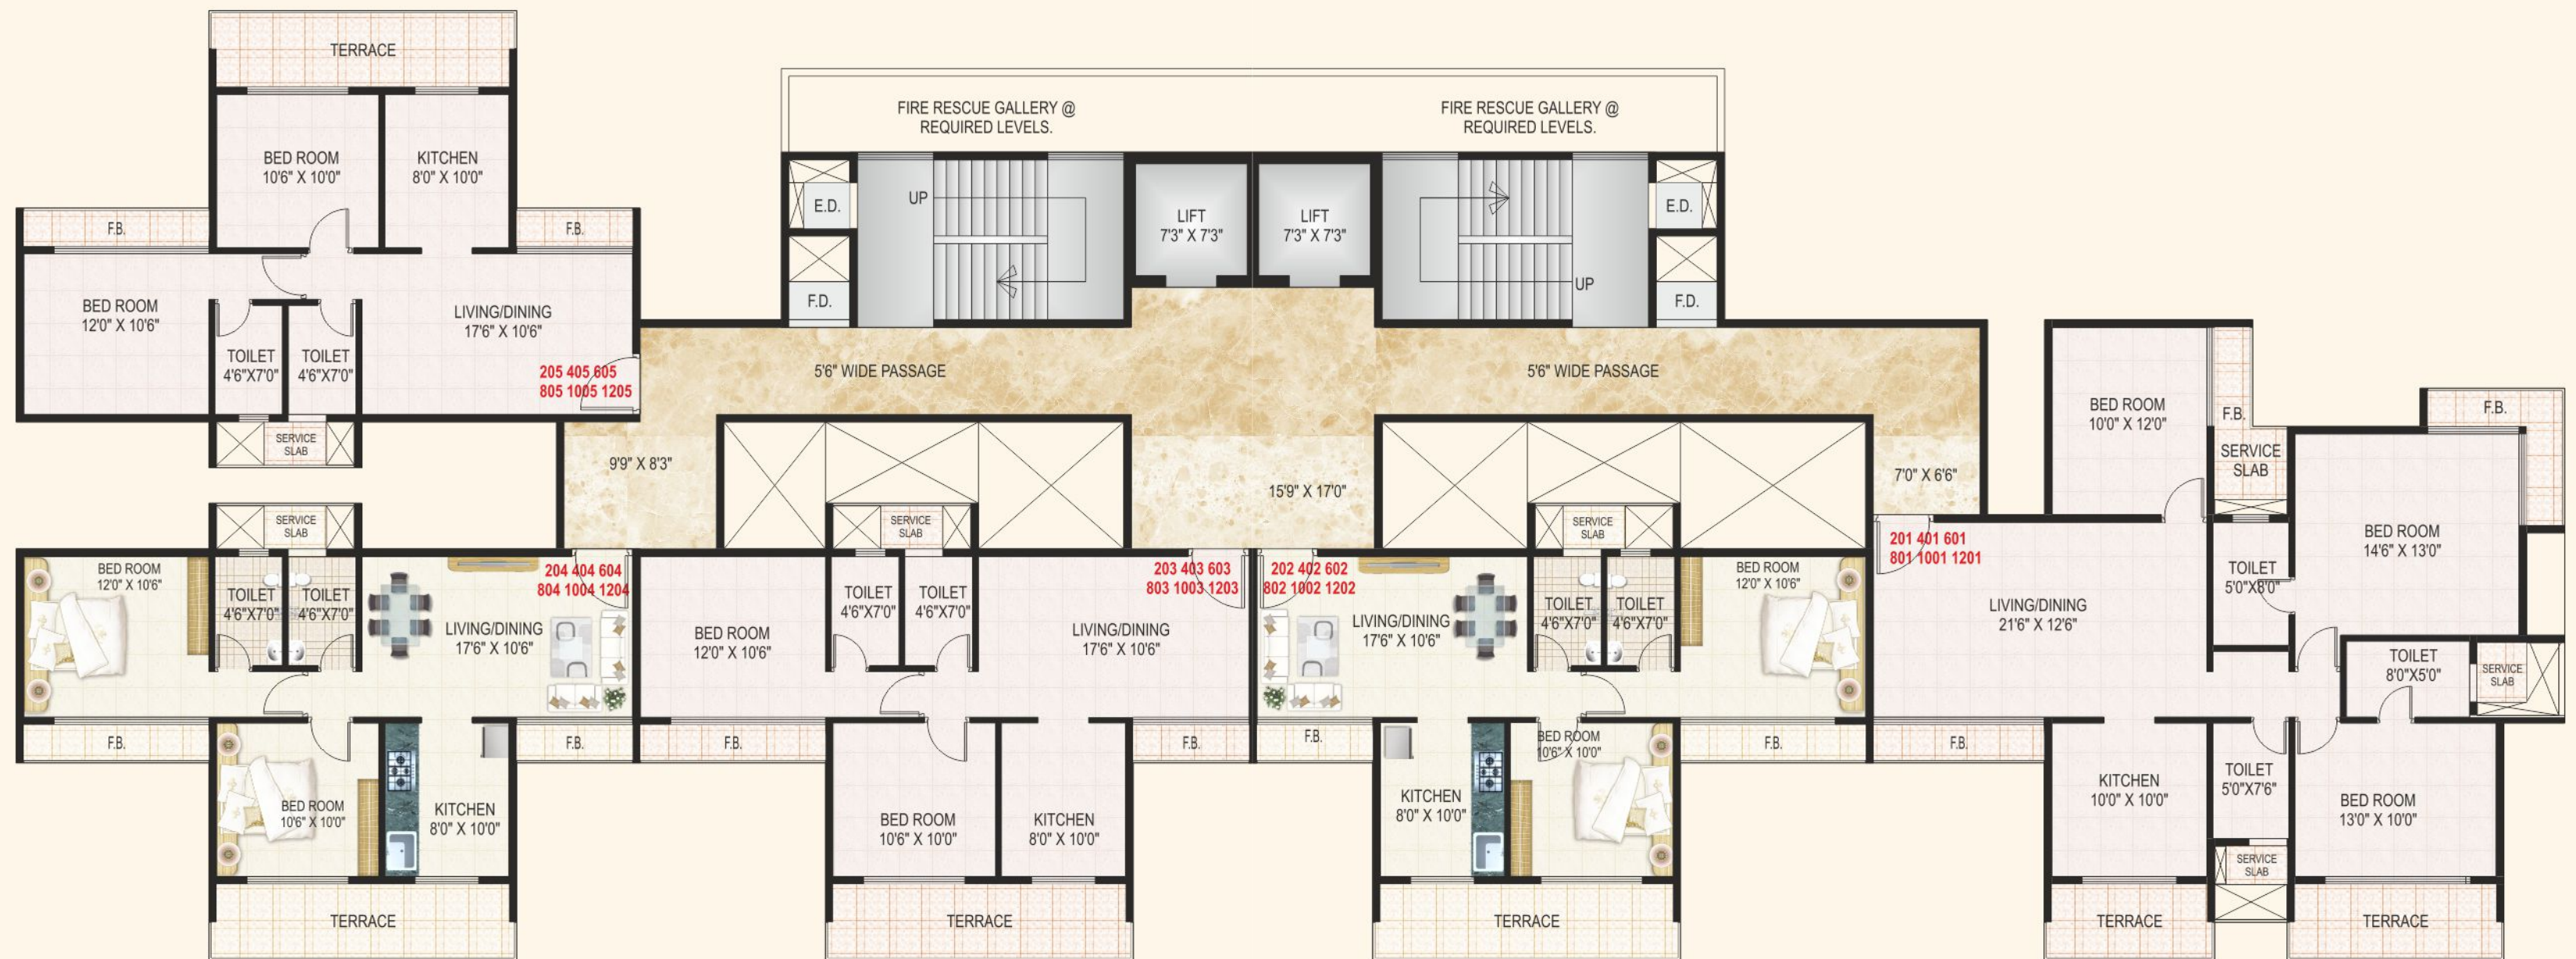 TERRACE
BED ROOM
10'6" X 10'0"
KITCHEN
8'0" X 10'0"
F.B.
F.B.
BED ROOM
12'0" X 10'6"
LIVING/DINING
17'6" X 10'6"
TOILET
4'6"X7'0"
TOILET
4'6"X7'0"
205 405 605
805 1005 1205
SERVICE
SLAB
FIRE RESCUE GALLERY @
REQUIRED LEVELS.
FIRE RESCUE GALLERY @
REQUIRED LEVELS.
E.D.
UP
LIFT
7'3" X 7'3"
LIFT
7'3" X 7'3"
E.D.
F.D.
UP
F.D.
5'6" WIDE PASSAGE
5'6" WIDE PASSAGE
9'9" X 8'3"
15'9" X 17'0"
7'0" X 6'6"
SERVICE
SLAB
BED ROOM
12'0" X 10'6"
TOILET
4'6"X7'0"
TOILET
4'6"X7'0"
204 404 604
804 1004 1204
LIVING/DINING
17'6" X 10'6"
F.B.
F.B.
BED ROOM
10'6" X 10'0"
KITCHEN
8'0" X 10'0"
TERRACE
SERVICE
SLAB
BED ROOM
12'0" X 10'6"
TOILET
4'6"X7'0"
TOILET
4'6"X7'0"
203 403 603
803 1003 1203
LIVING/DINING
17'6" X 10'6"
F.B.
F.B.
BED ROOM
10'6" X 10'0"
KITCHEN
8'0" X 10'0"
TERRACE
SERVICE
SLAB
202 402 602
802 1002 1202
LIVING/DINING
17'6" X 10'6"
TOILET
4'6"X7'0"
TOILET
4'6"X7'0"
BED ROOM
12'0" X 10'6"
F.B.
F.B.
BED ROOM
10'6" X 10'0"
KITCHEN
8'0" X 10'0"
TERRACE
BED ROOM
10'0" X 12'0"
F.B.
SERVICE
SLAB
F.B.
BED ROOM
14'6" X 13'0"
201 401 601
801 1001 1201
TOILET
5'0"X8'0"
LIVING/DINING
21'6" X 12'6"
TOILET
8'0"X5'0"
SERVICE
SLAB
F.B.
KITCHEN
10'0" X 10'0"
TOILET
5'0"X7'6"
BED ROOM
13'0" X 10'0"
SERVICE
SLAB
TERRACE
TERRACE